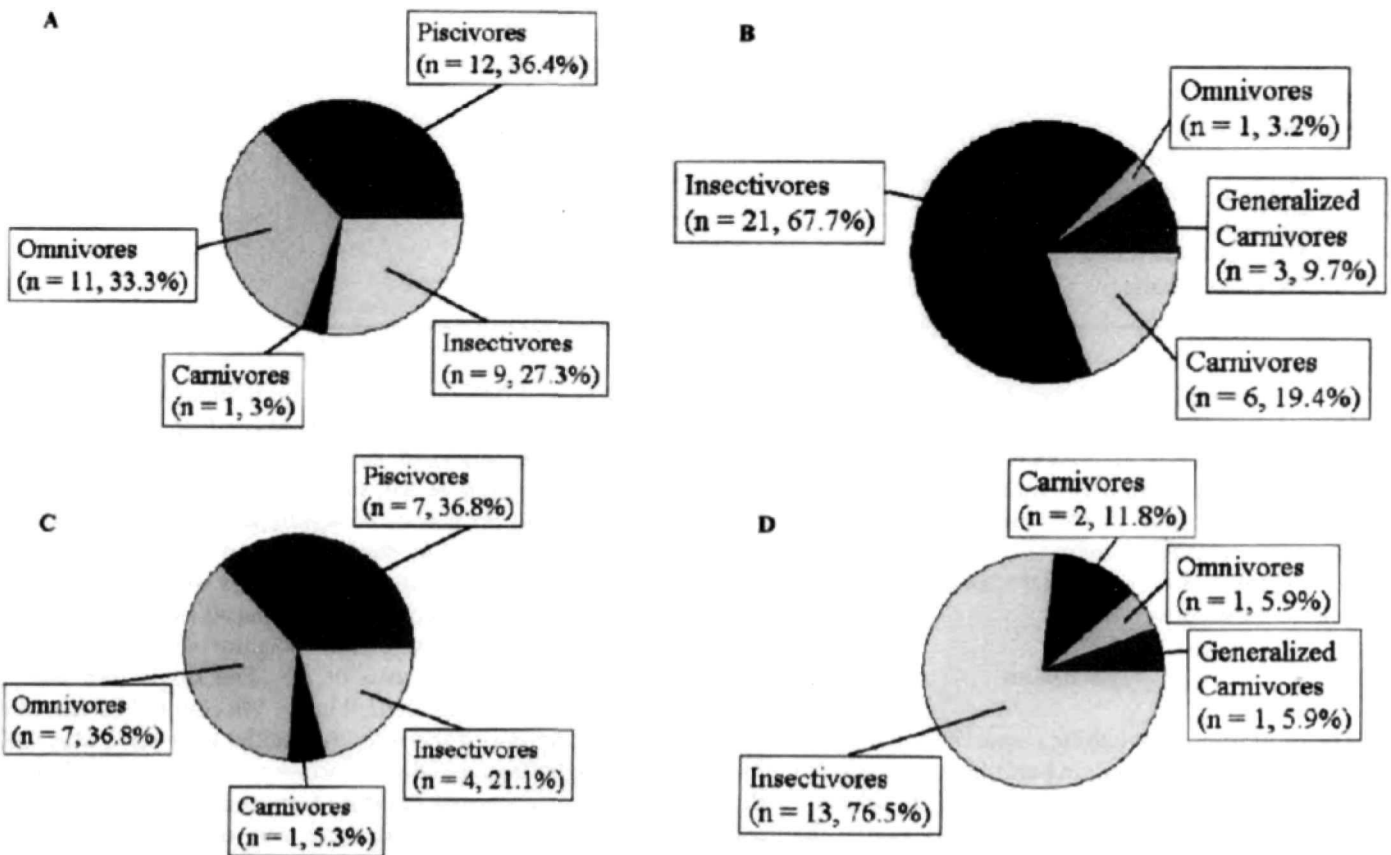 A
Piscivores
(n = 12, 36.4%)
Omnivores
(n = 11, 33.3%)
Carnivores
(n = 1, 3%)
Insectivores
(n = 9, 27.3%)
B
Omnivores
(n = 1, 3.2%)
Insectivores
(n = 21, 67.7%)
Generalized
Carnivores
(n = 3, 9.7%)
Carnivores
(n = 6, 19.4%)
C
Piscivores
(n = 7, 36.8%)
Omnivores
(n = 7, 36.8%)
Insectivores
(n = 4, 21.1%)
Carnivores
(n = 1, 5.3%)
D
Carnivores
(n = 2, 11.8%)
Omnivores
(n = 1, 5.9%)
Generalized
Carnivores
(n = 1, 5.9%)
Insectivores
(n = 13, 76.5%)